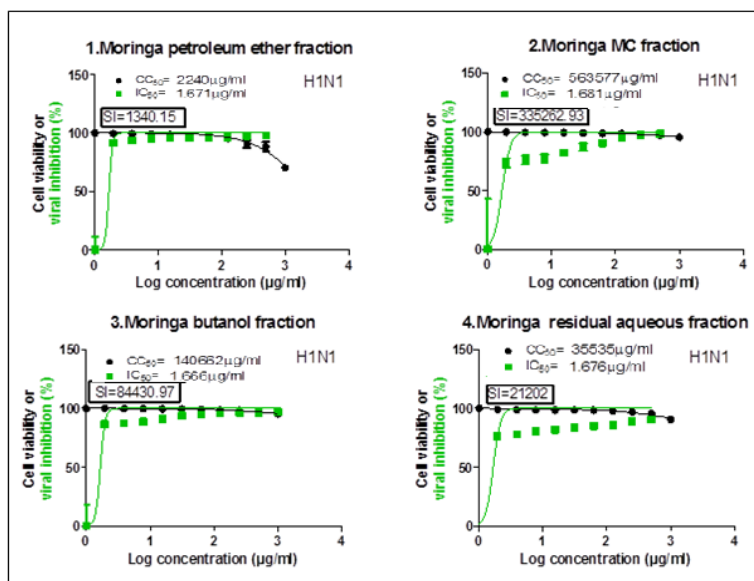 1.Moringa petroleum ether fraction
CC50= 2240µg/ml
IC50= 1.671µg/ml
H1N1
SI=1340.15
Cell viability or
viral inhibition (%)
150
100
50
0
0 1 2 3 4
Log concentration (µg/ml)
2.Moringa MC fraction
CC50= 563577µg/ml
IC50= 1.681µg/ml
H1N1
SI=335262.93
Cell viability or
viral inhibition (%)
150
100
50
0
0 1 2 3 4
Log concentration (µg/ml)
3.Moringa butanol fraction
CC50= 140662µg/ml
IC50= 1.666µg/ml
H1N1
SI=84430.97
Cell viability or
viral inhibition (%)
150
100
50
0
0 1 2 3 4
Log concentration (µg/ml)
4.Moringa residual aqueous fraction
CC50= 35535µg/ml
IC50= 1.676µg/ml
H1N1
SI=21202
Cell viability or
viral inhibition (%)
150
100
50
0
0 1 2 3 4
Log concentration (µg/ml)